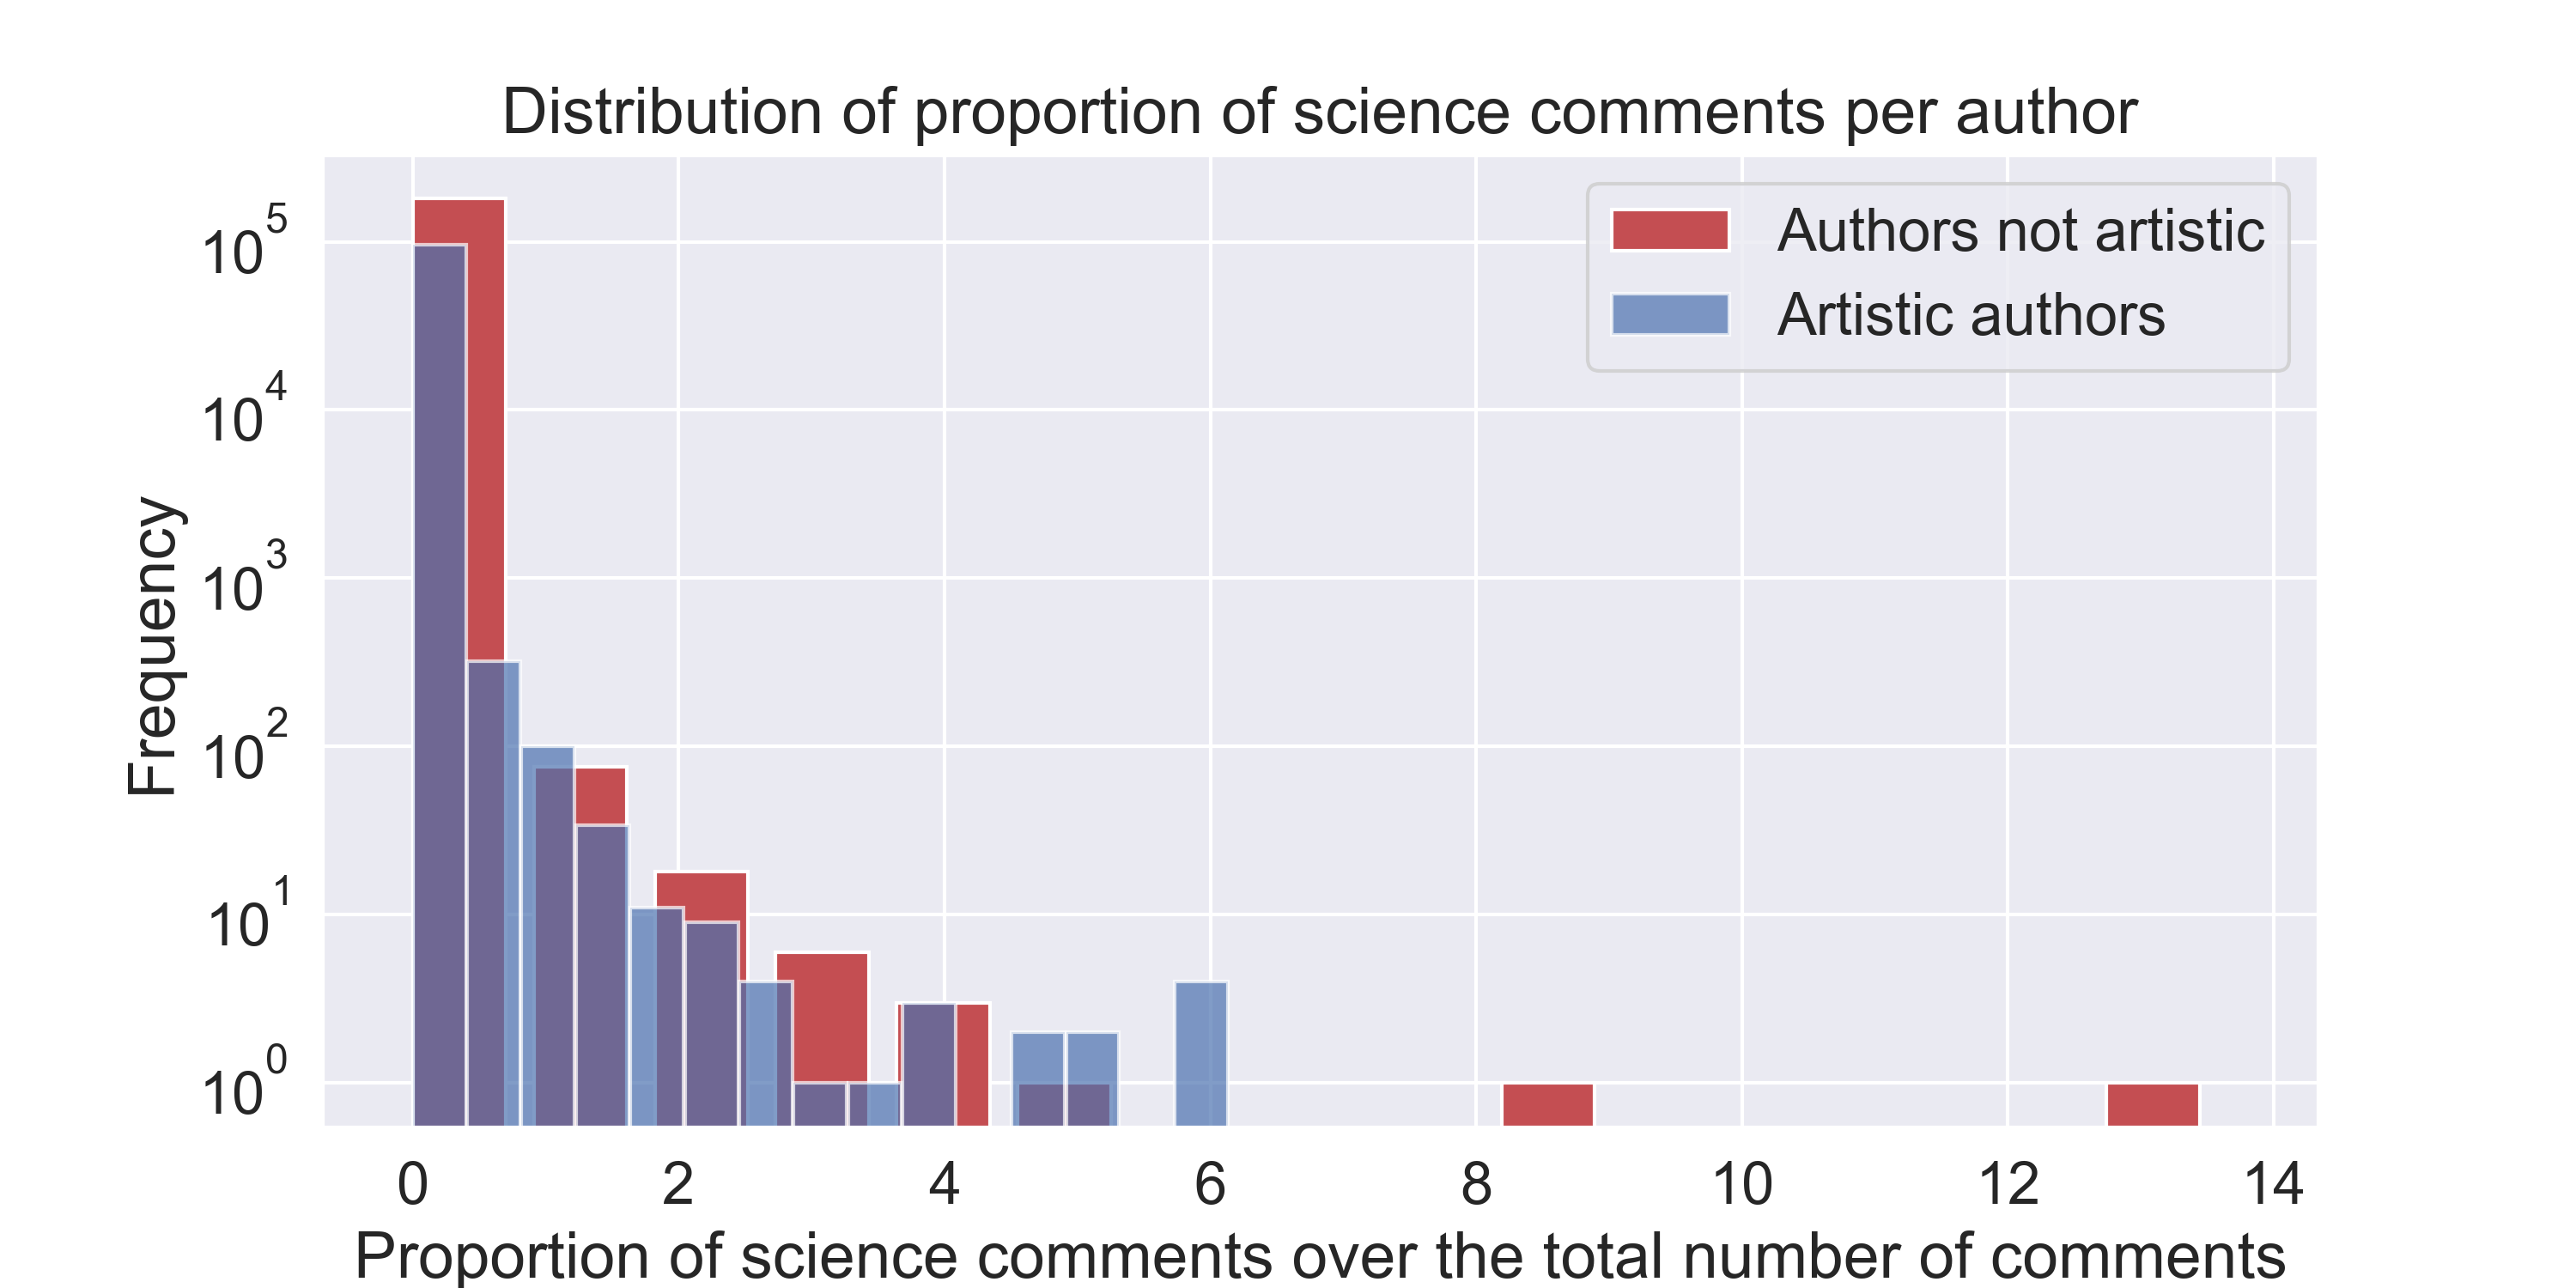 Distribution of proportion of science comments per author
Authors not artistic
Artistic authors
Frequency
10^5
10^4
10^3
10^2
10^1
10^0
0 2 4 6 8 10 12 14
Proportion of science comments over the total number of comments